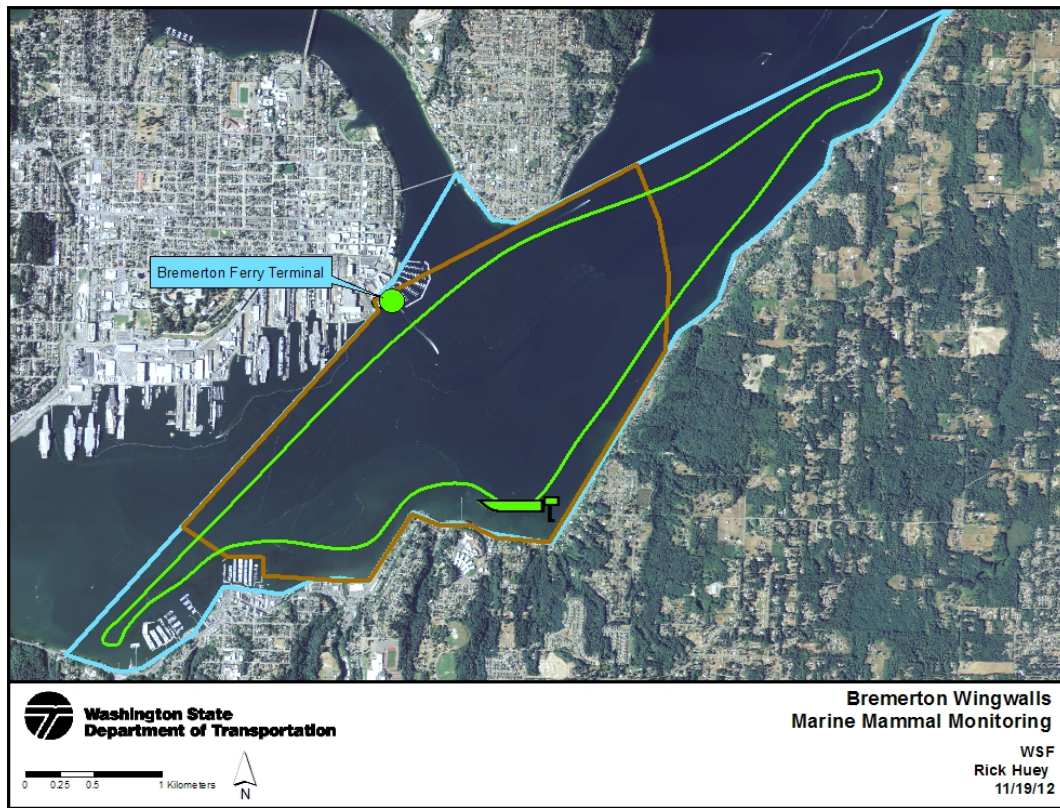 Bremerton Ferry Terminal
1
Washington State
Department of Transportation
0 0.25 0.5 1 Kilometers
N
Bremerton Wingwalls
Marine Mammal Monitoring
WSF
Rick Huey
11/19/12